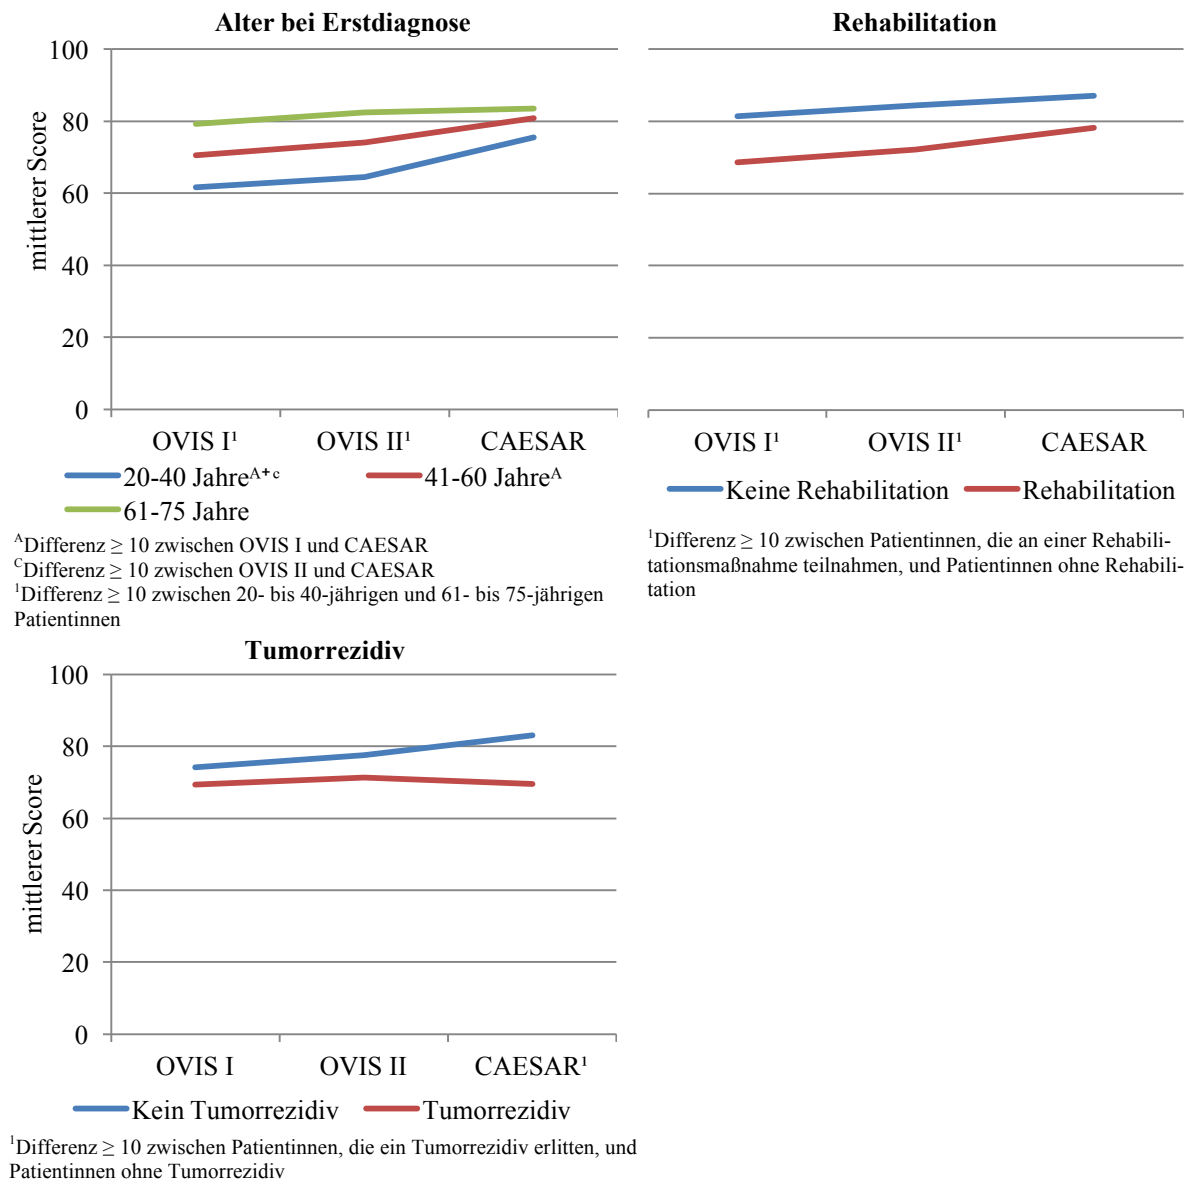 Alter bei Erstdiagnose
100
80
60
40
20
0
mittlerer Score
OVIS I¹ OVIS II¹ CAESAR
20-40 Jahreᴬ⁺ᶜ 41-60 Jahreᴬ
61-75 Jahre
ᴬDifferenz ≥ 10 zwischen OVIS I und CAESAR
ᶜDifferenz ≥ 10 zwischen OVIS II und CAESAR
¹Differenz ≥ 10 zwischen 20- bis 40-jährigen und 61- bis 75-jährigen
Patientinnen
Rehabilitation
OVIS I¹ OVIS II¹ CAESAR
Keine Rehabilitation Rehabilitation
¹Differenz ≥ 10 zwischen Patientinnen, die an einer Rehabili-
tationsmaßnahme teilnahmen, und Patientinnen ohne Rehabili-
tation
Tumorrezidiv
100
80
60
40
20
0
mittlerer Score
OVIS I OVIS II CAESAR¹
Kein Tumorrezidiv Tumorrezidiv
¹Differenz ≥ 10 zwischen Patientinnen, die ein Tumorrezidiv erlitten, und
Patientinnen ohne Tumorrezidiv